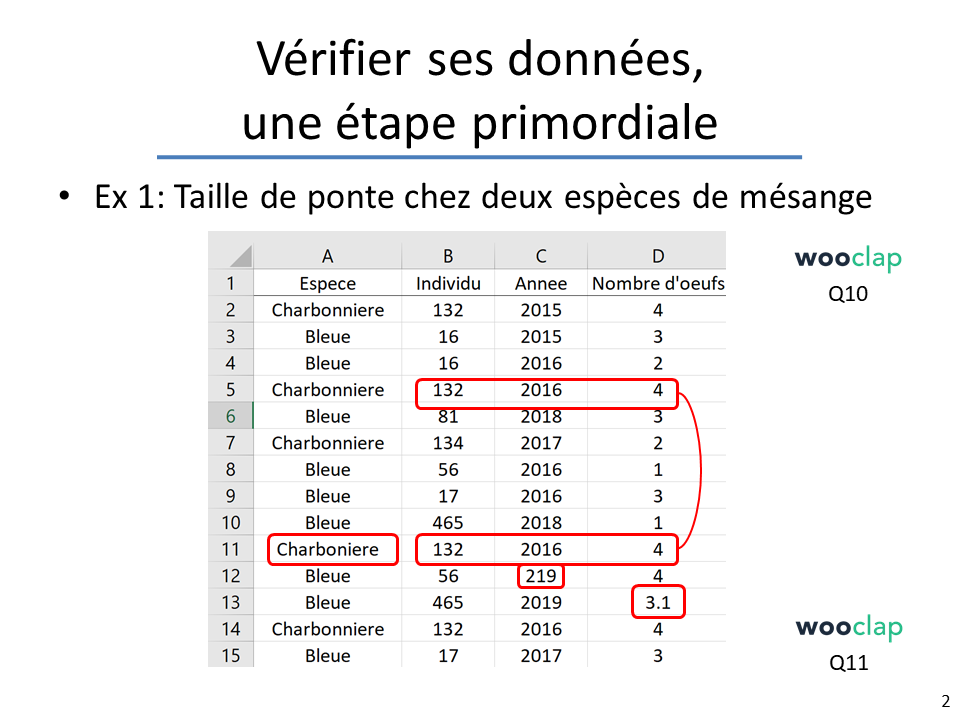 Vérifier ses données,
une étape primordiale
• Ex 1: Taille de ponte chez deux espèces de mésange
wooclap
Q10
A B C D
1 Espece Individu Annee Nombre d'oeufs
2 Charbonniere 132 2015 4
3 Bleue 16 2015 3
4 Bleue 16 2016 2
5 Charbonniere 132 2016 4
6 Bleue 81 2018 3
7 Charbonniere 134 2017 2
8 Bleue 56 2016 1
9 Bleue 17 2016 3
10 Bleue 465 2018 1
11 Charboniere 132 2016 4
12 Bleue 56 219 4
13 Bleue 465 2019 3.1
14 Charbonniere 132 2016 4
15 Bleue 17 2017 3
wooclap
Q11
2